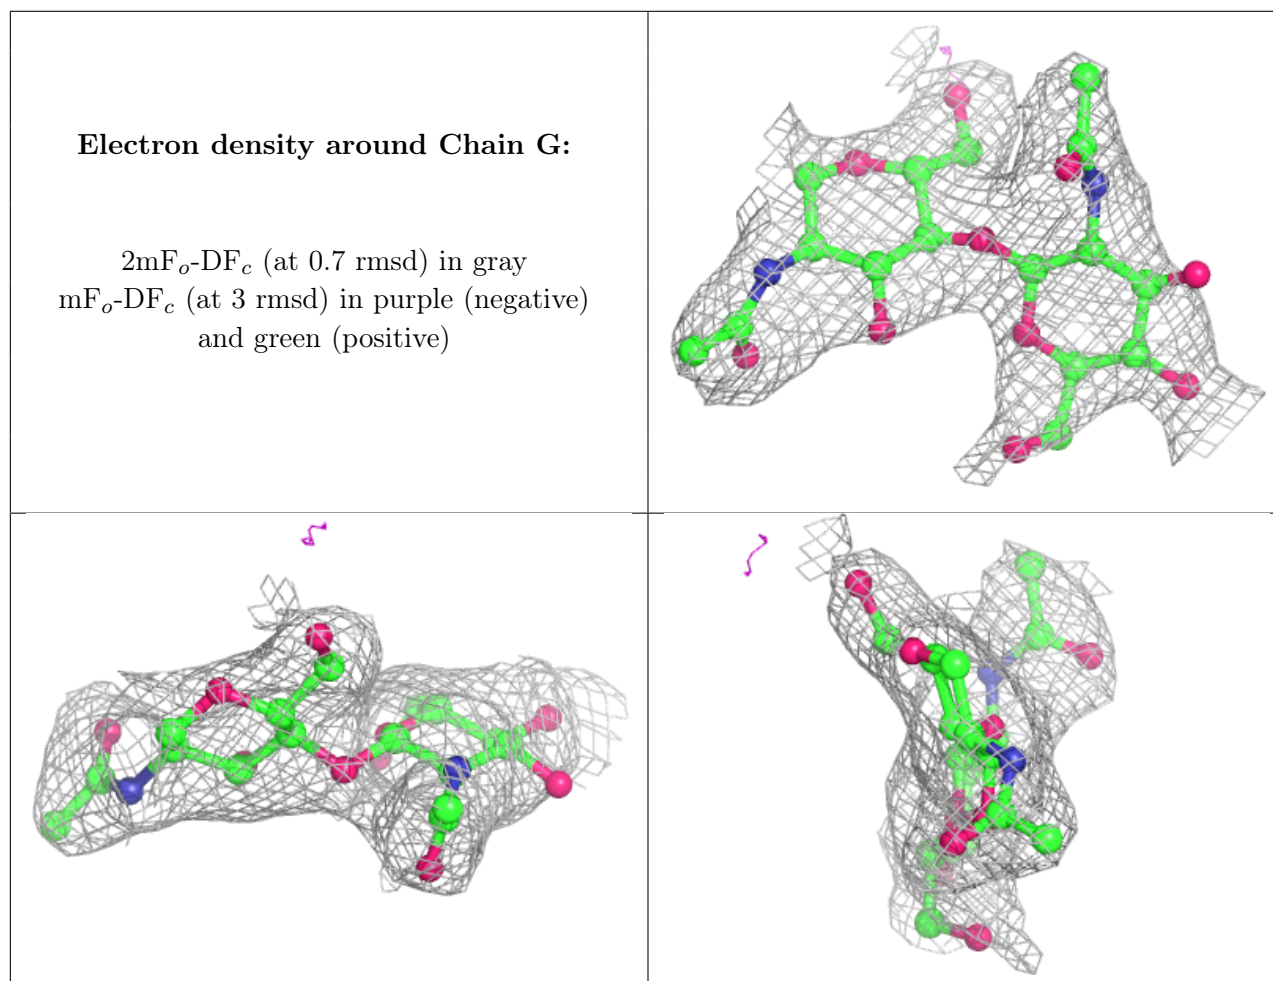 Electron density around Chain G:
2mFₒ-DF𝒸 (at 0.7 rmsd) in gray
mFₒ-DF𝒸 (at 3 rmsd) in purple (negative)
and green (positive)